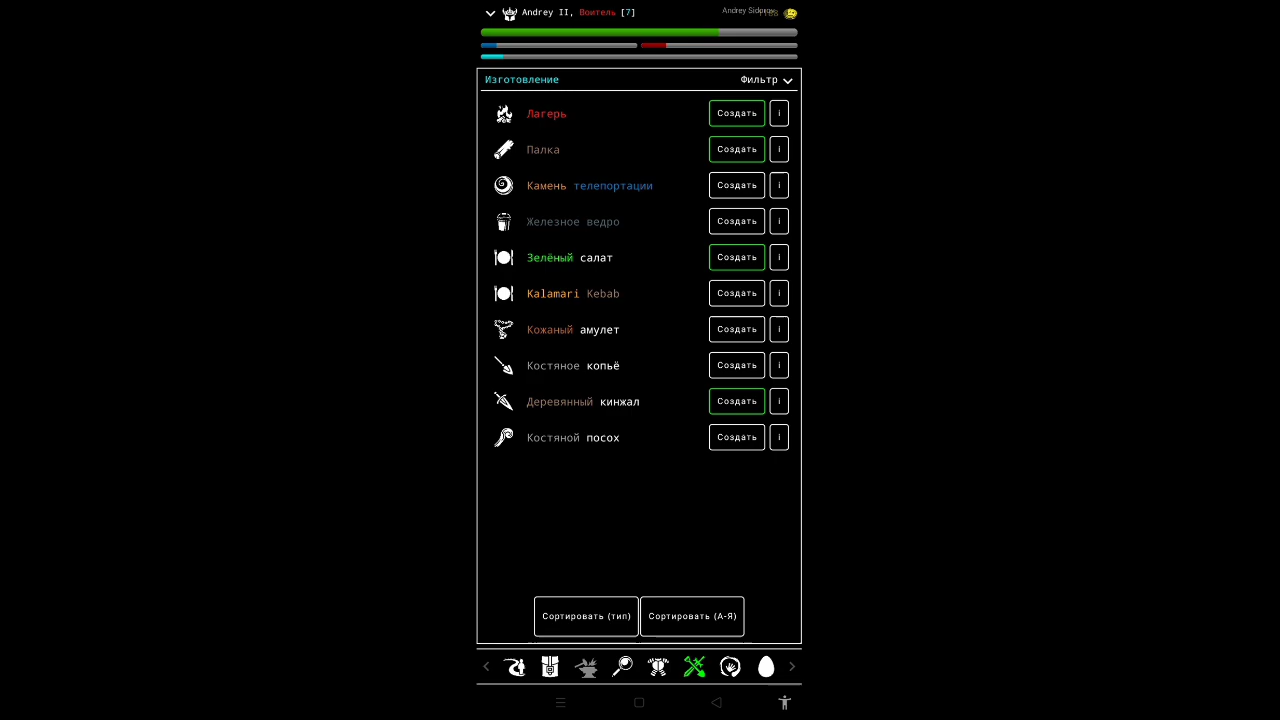 Andrey II, Воитель [7]
Andrey Sidorov
Изготовление Фильтр
Лагерь Создать i
Палка Создать i
Камень телепортации Создать i
Железное ведро Создать i
Зелёный салат Создать i
Kalamari Kebab Создать i
Кожаный амулет Создать i
Костяное копьё Создать i
Деревянный кинжал Создать i
Костяной посох Создать i
Сортировать (тип) Сортировать (А-Я)